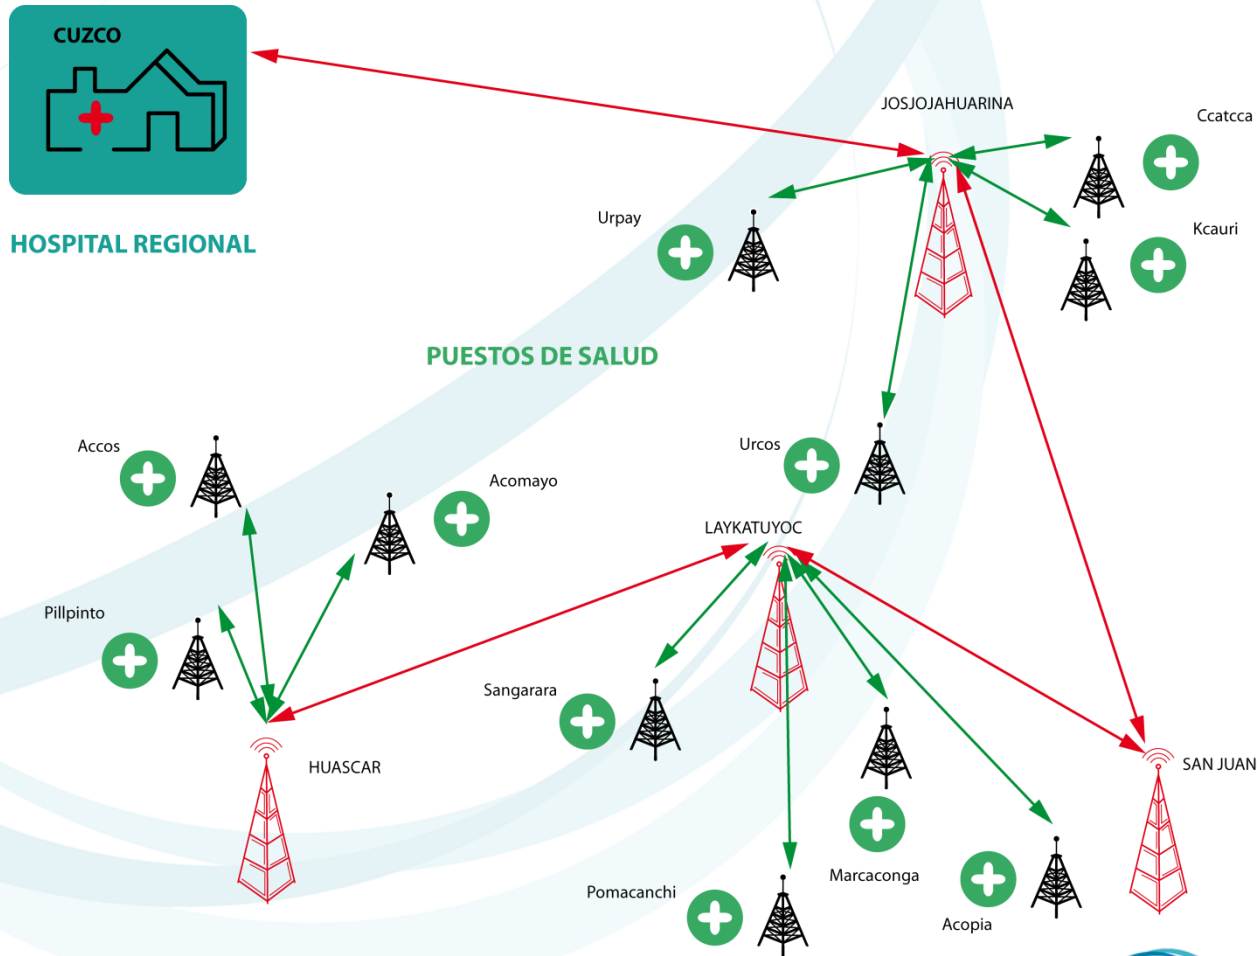 CUZCO
JOSJOJAHUARINA
Ccatcca
Urpay
Kcauri
HOSPITAL REGIONAL
PUESTOS DE SALUD
Accos
Urcos
Acomayo
LAYKATUYOC
Pillpinto
Sangarara
HUASCAR
SAN JUAN
Marcaconga
Pomacanchi
Acopia